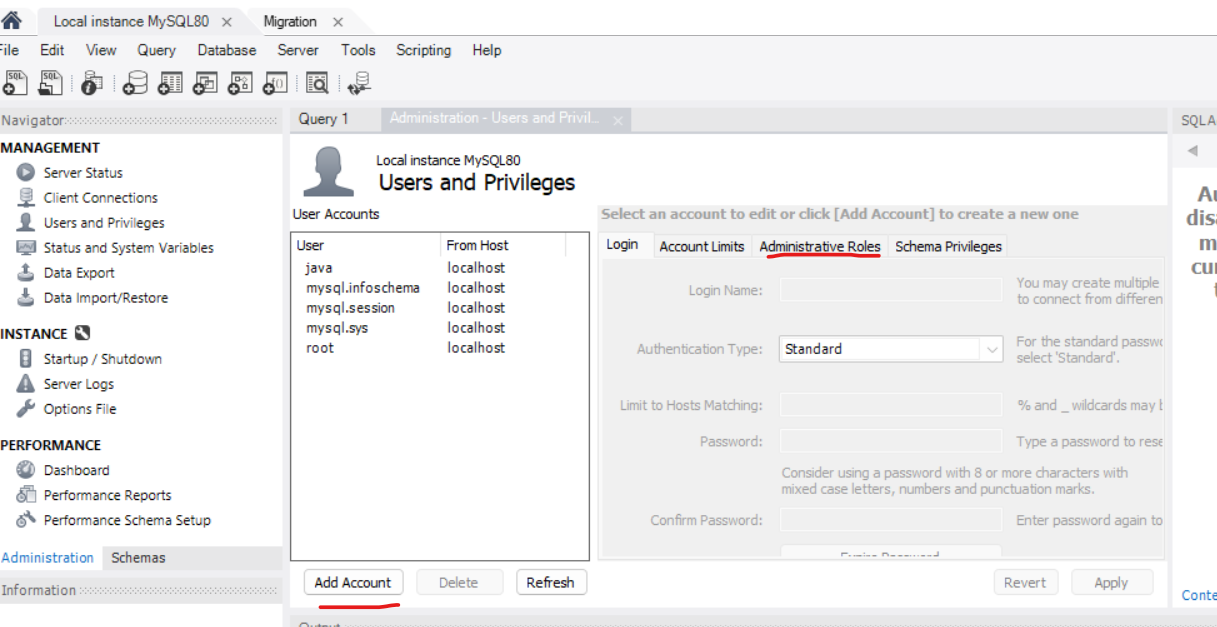 Local instance MySQL80 Migration
File Edit View Query Database Server Tools Scripting Help
SQL SQL
Navigator
MANAGEMENT
Server Status
Client Connections
Users and Privileges
Status and System Variables
Data Export
Data Import/Restore
INSTANCE
Startup / Shutdown
Server Logs
Options File
PERFORMANCE
Dashboard
Performance Reports
Performance Schema Setup
Administration Schemas
Information
Query 1 Administration - Users and Privil...
Local instance MySQL80
Users and Privileges
User Accounts
User From Host
java localhost
mysql.infoschema localhost
mysql.session localhost
mysql.sys localhost
root localhost
Add Account Delete Refresh
Select an account to edit or click [Add Account] to create a new one
Login Account Limits Administrative Roles Schema Privileges
Login Name: You may create multiple
to connect from differen
Authentication Type: Standard For the standard passwo
select 'Standard'.
Limit to Hosts Matching: % and _ wildcards may b
Password: Type a password to rese
Consider using a password with 8 or more characters with
mixed case letters, numbers and punctuation marks.
Confirm Password: Enter password again to
Expire Password
Revert Apply
Output
SQLA
Au
disa
m
cur
t
Conte